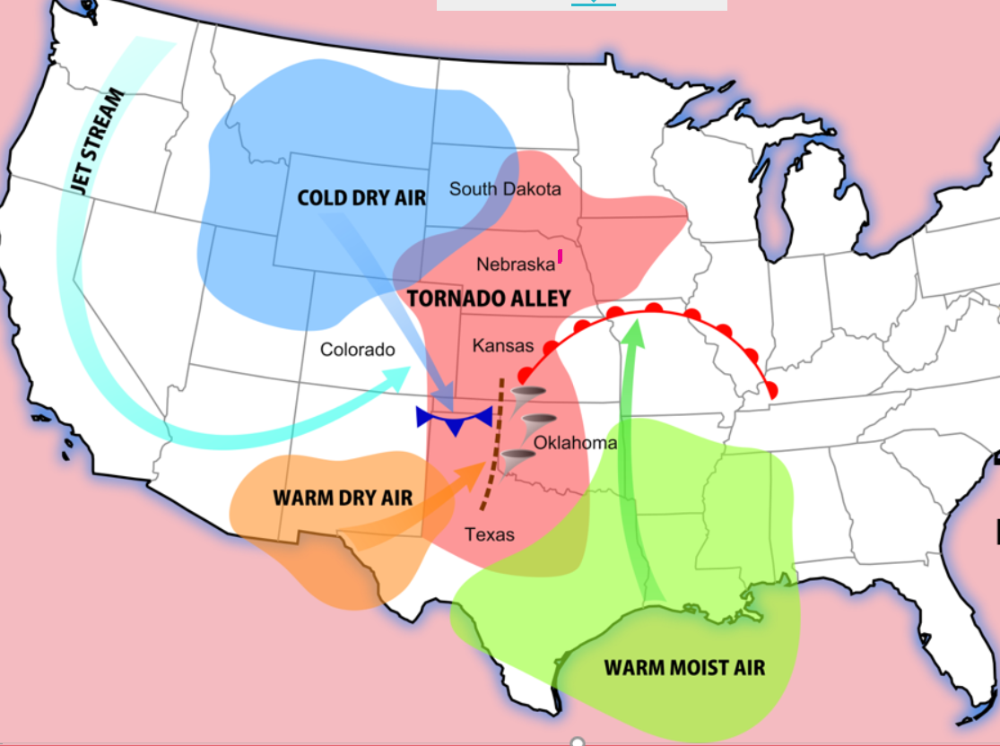 JET STREAM
COLD DRY AIR
South Dakota
Nebraska
TORNADO ALLEY
Colorado
Kansas
Oklahoma
WARM DRY AIR
Texas
WARM MOIST AIR